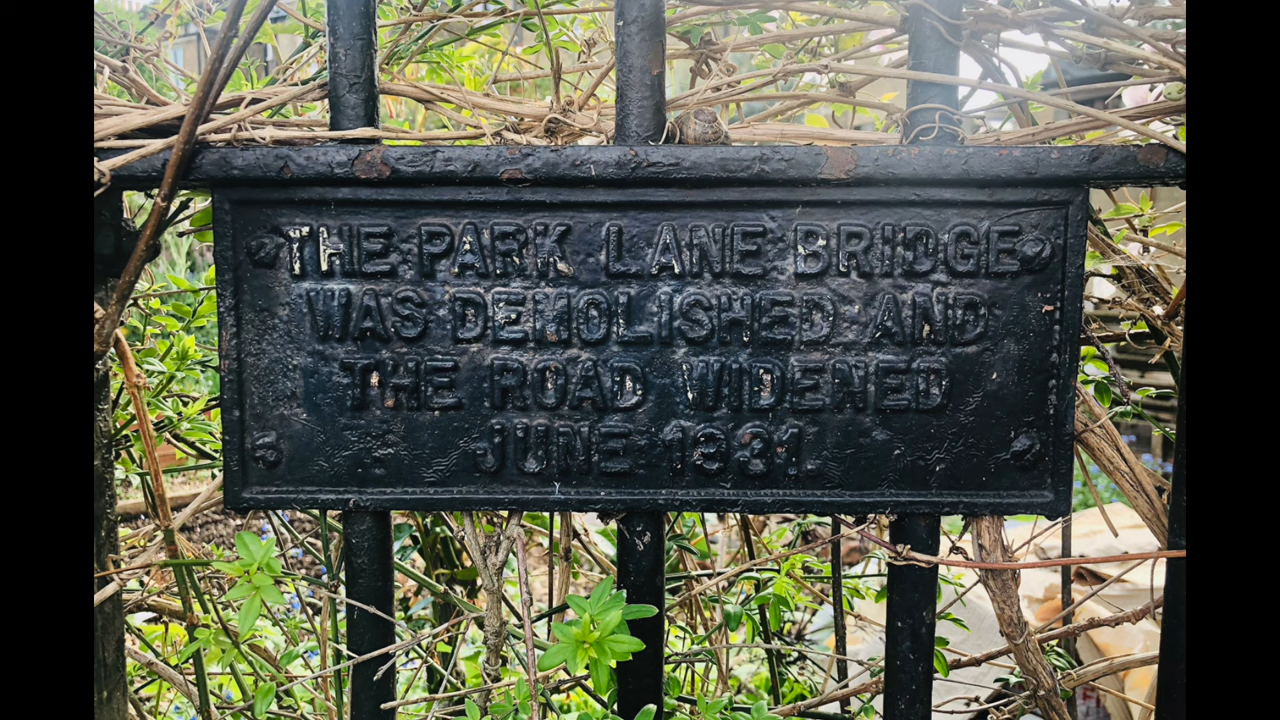 THE PARK LANE BRIDGE
WAS DEMOLISHED AND
THE ROAD WIDENED
JUNE 1931.